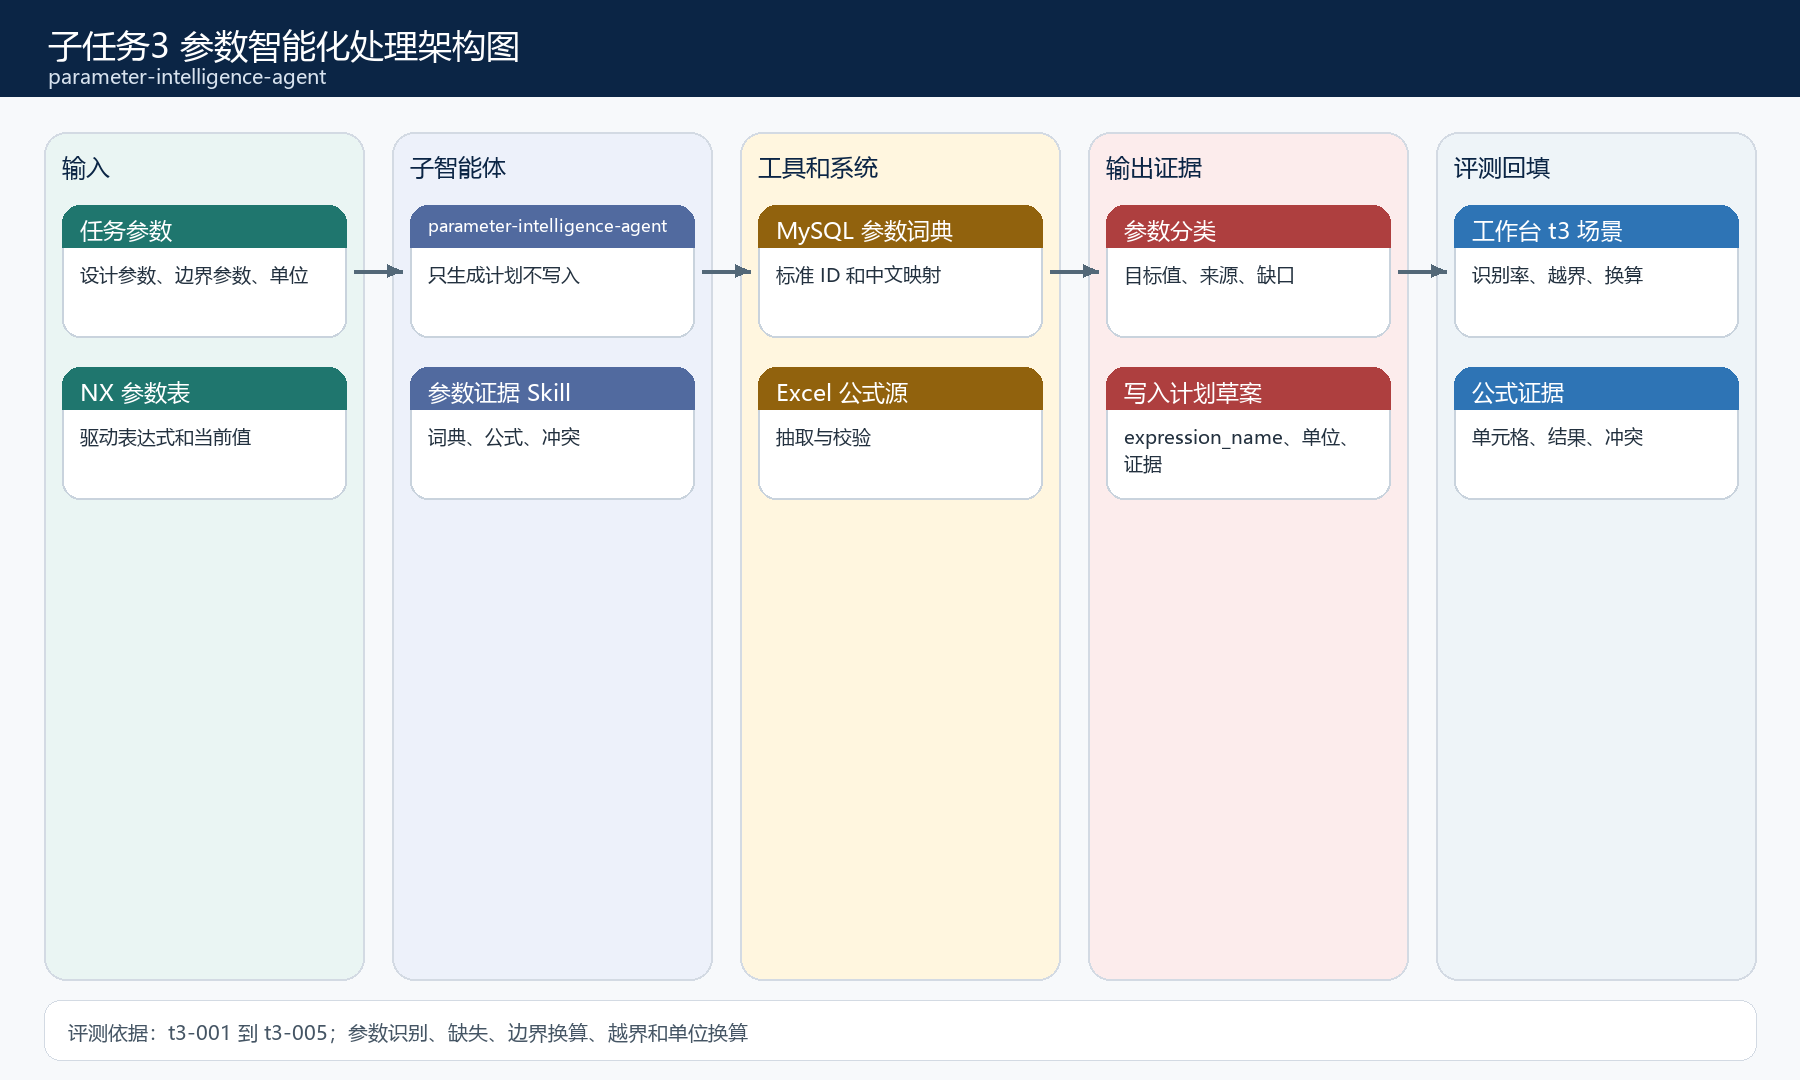 子任务3 参数智能化处理架构图
parameter-intelligence-agent
输入
任务参数
设计参数、边界参数、单位
NX 参数表
驱动表达式和当前值
子智能体
parameter-intelligence-agent
只生成计划不写入
参数证据 Skill
词典、公式、冲突
工具和系统
MySQL 参数词典
标准 ID 和中文映射
Excel 公式源
抽取与校验
输出证据
参数分类
目标值、来源、缺口
写入计划草案
expression_name、单位、
证据
评测回填
工作台 t3 场景
识别率、越界、换算
公式证据
单元格、结果、冲突
评测依据：t3-001 到 t3-005；参数识别、缺失、边界换算、越界和单位换算